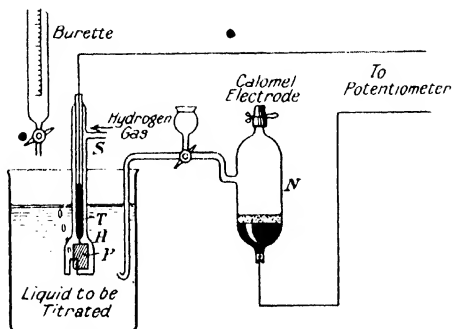 Burette
Calomel
Electrode
To
Potentiometer
Hydrogen
Gas
S
N
T
H
P
Liquid to be
Titrated